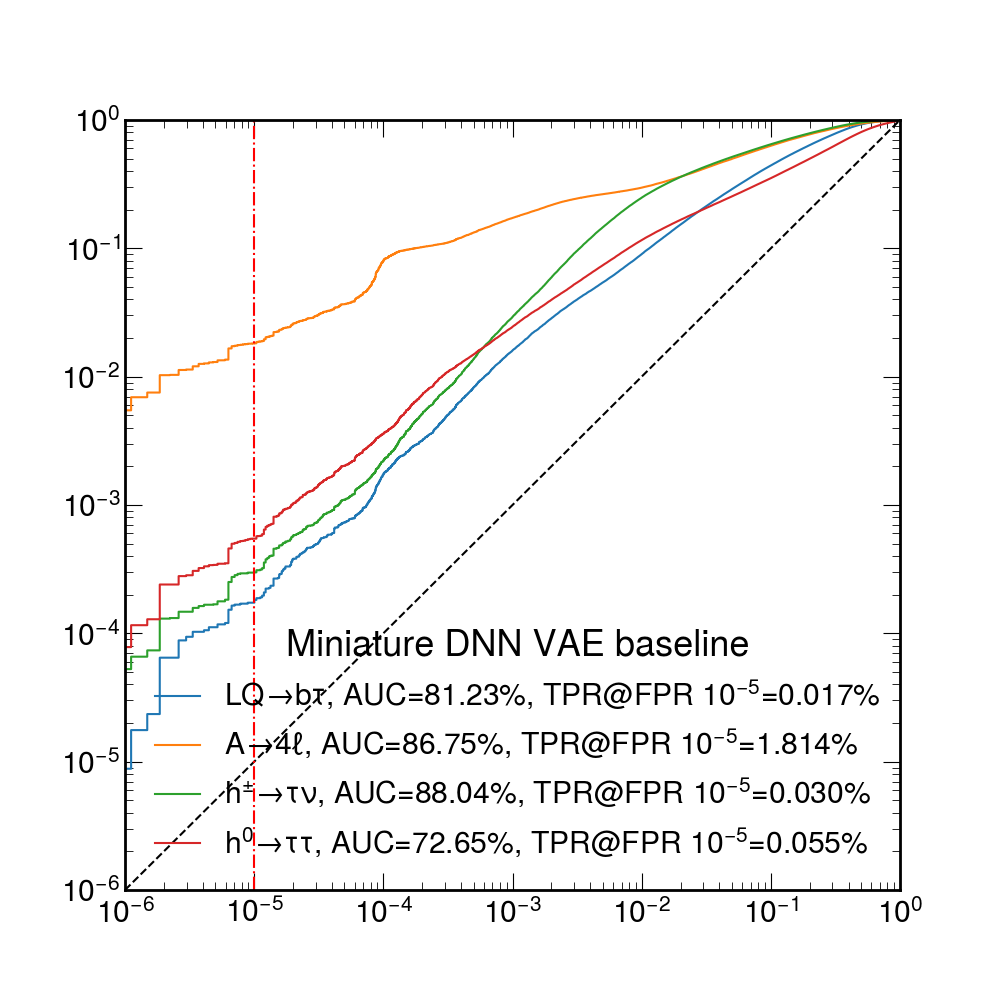 10⁰
10⁻¹
10⁻²
10⁻³
10⁻⁴
10⁻⁵
10⁻⁶
Miniature DNN VAE baseline
LQ→bτ, AUC=81.23%, TPR@FPR 10⁻⁵=0.017%
A→4ℓ, AUC=86.75%, TPR@FPR 10⁻⁵=1.814%
h±→τν, AUC=88.04%, TPR@FPR 10⁻⁵=0.030%
h⁰→ττ, AUC=72.65%, TPR@FPR 10⁻⁵=0.055%
10⁻⁶ 10⁻⁵ 10⁻⁴ 10⁻³ 10⁻² 10⁻¹ 10⁰